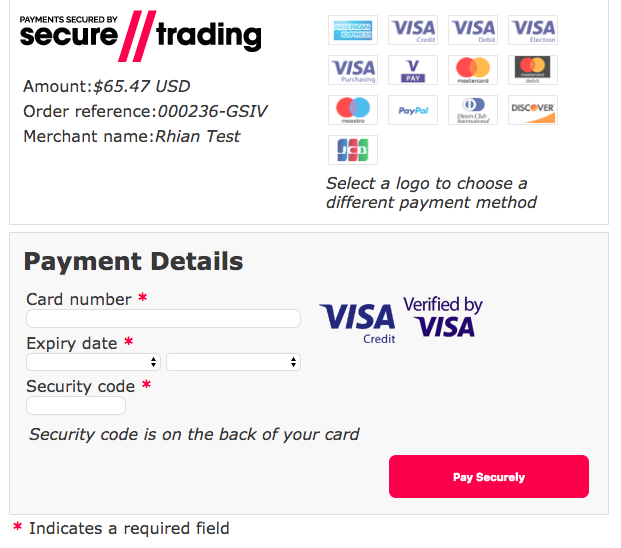 PAYMENTS SECURED BY
secure//trading
Amount:$65.47 USD
Order reference:000236-GSIV
Merchant name:Rhian Test
AMERICAN EXPRESS
VISA Credit
VISA Debit
VISA Electron
VISA Purchasing
V PAY
mastercard
mastercard debit
maestro
PayPal
Diners Club International
DISCOVER
JCB
Select a logo to choose a
different payment method
Payment Details
Card number *
VISA
Credit
Verified by
VISA
Expiry date *
Security code *
Security code is on the back of your card
Pay Securely
* Indicates a required field